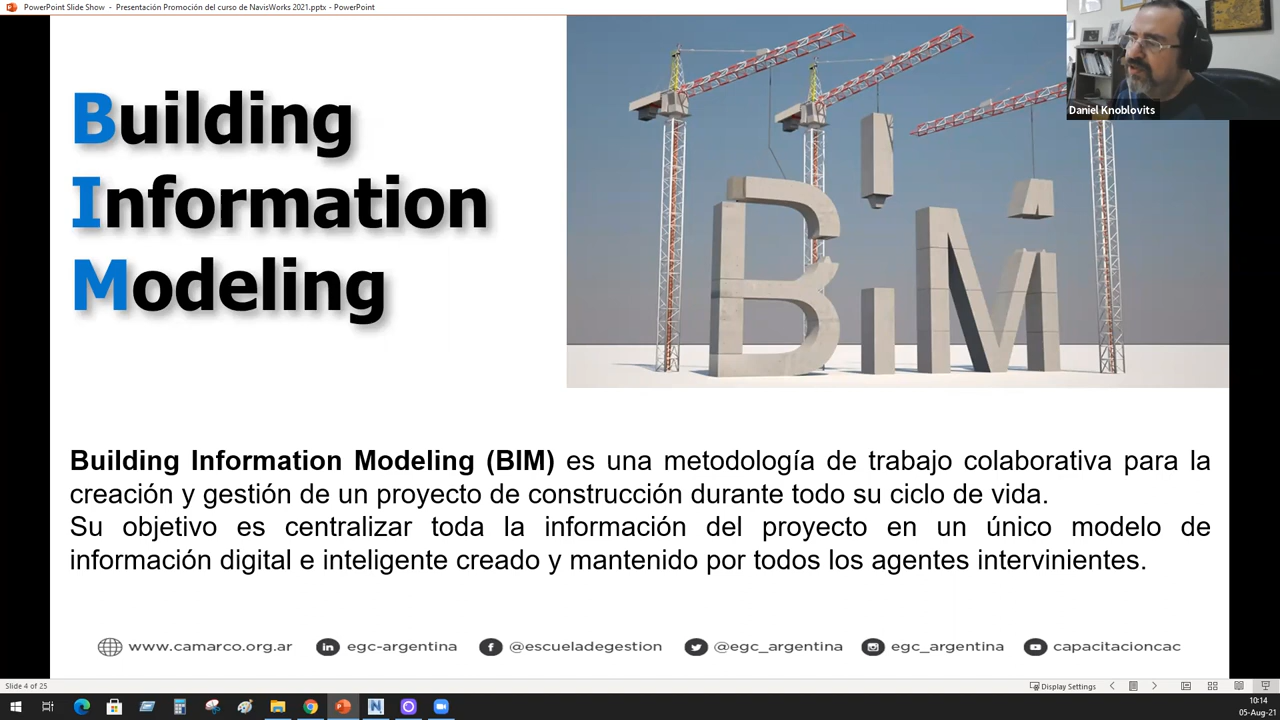 PowerPoint Slide Show - Presentación Promoción del curso de NavisWorks 2021.pptx - PowerPoint
Daniel Knoblovits
Building
Information
Modeling
BiM
Building Information Modeling (BIM) es una metodología de trabajo colaborativa para la
creación y gestión de un proyecto de construcción durante todo su ciclo de vida.
Su objetivo es centralizar toda la información del proyecto en un único modelo de
información digital e inteligente creado y mantenido por todos los agentes intervinientes.
www.camarco.org.ar in egc-argentina f @escueladegestion @egc_argentina egc_argentina capacitacioncac
Slide 4 of 25 Display Settings
10:14
05-Aug-21